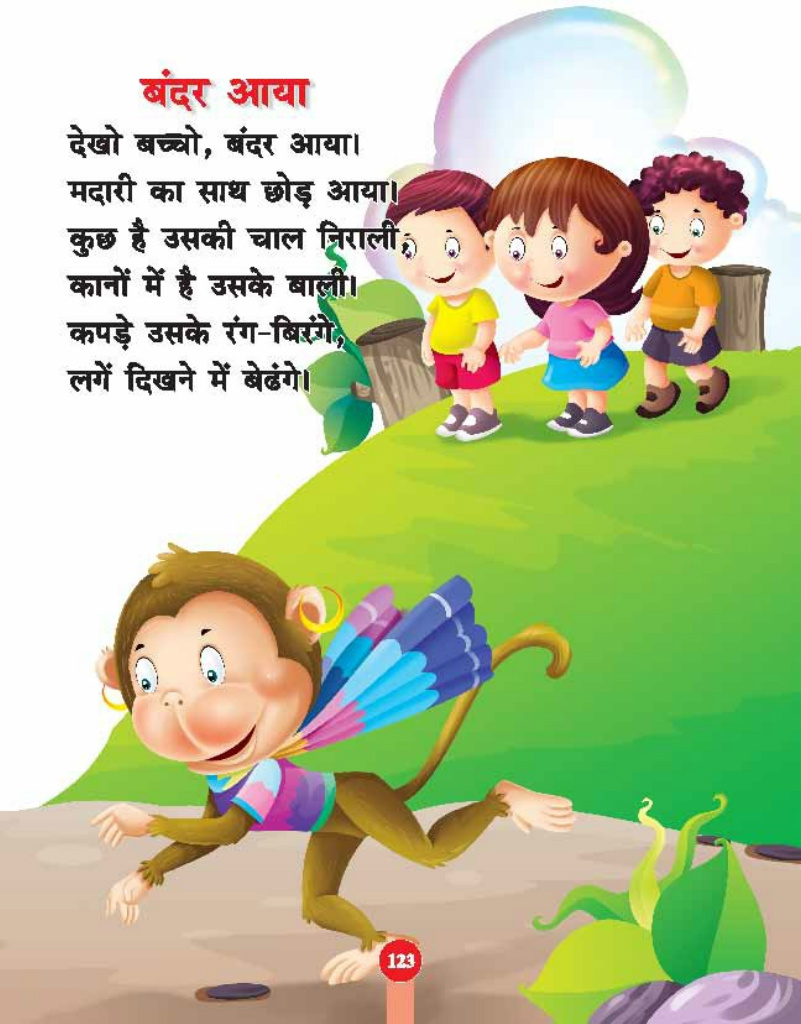 बंदर आया
देखो बच्चो, बंदर आया।
मदारी का साथ छोड़ आया।
कुछ है उसकी चाल निराली,
कानों में है उसके बाली।
कपड़े उसके रंग-बिरंगे,
लगें दिखने में बेढंगे।
123